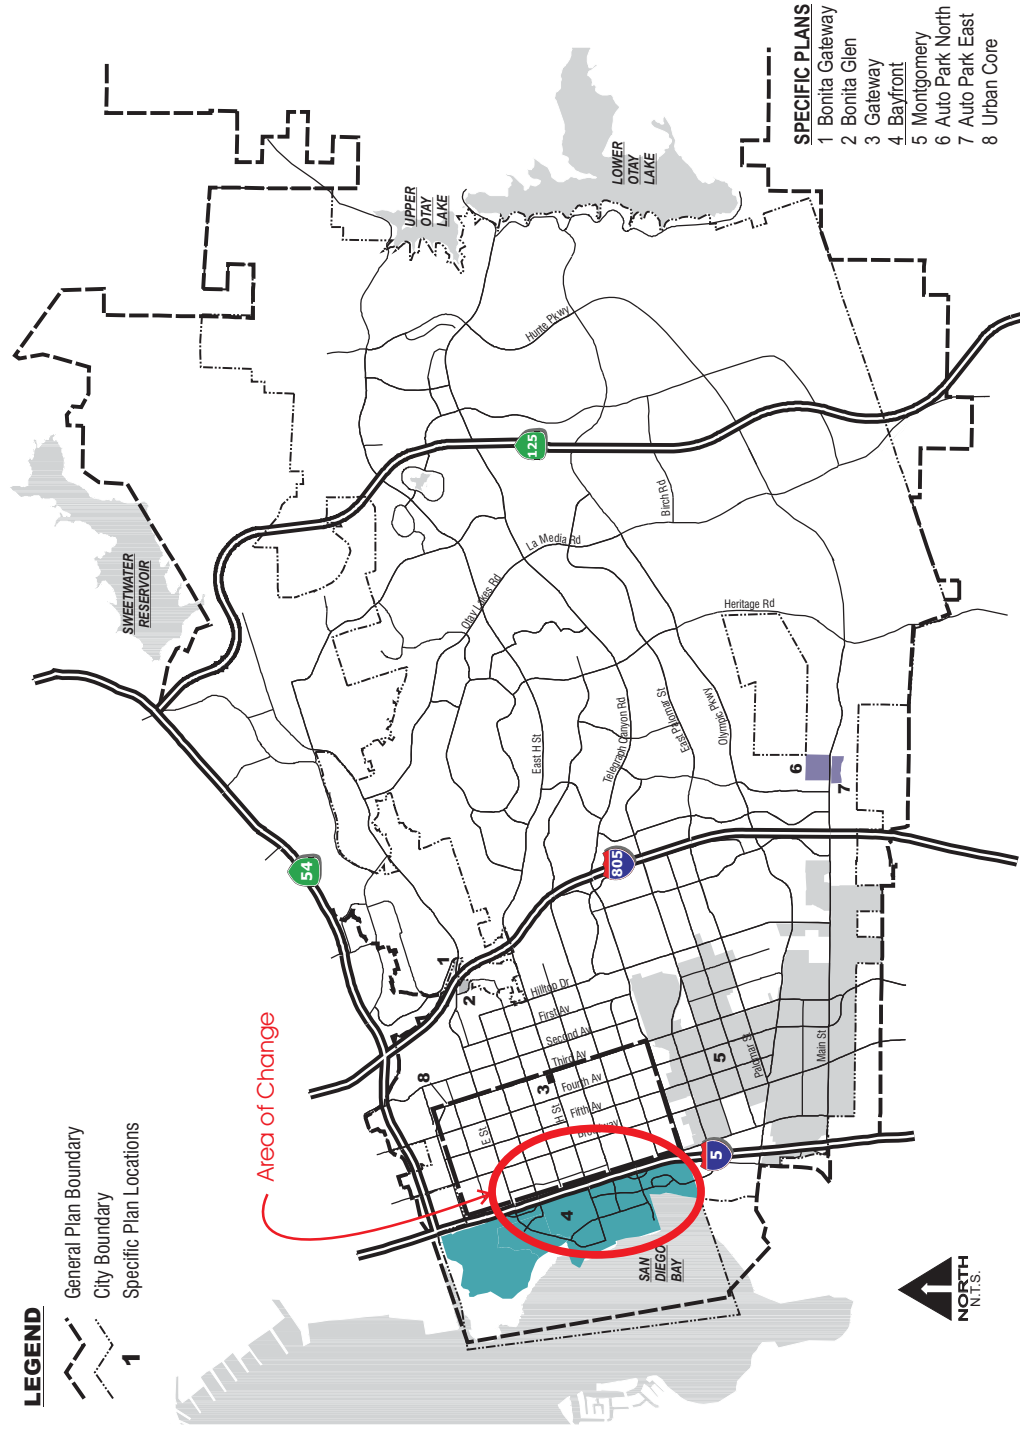 LEGEND
General Plan Boundary
City Boundary
1 Specific Plan Locations
Area of Change
SPECIFIC PLANS
1 Bonita Gateway
2 Bonita Glen
3 Gateway
4 Bayfront
5 Montgomery
6 Auto Park North
7 Auto Park East
8 Urban Core
SWEETWATER
RESERVOIR
UPPER
OTAY
LAKE
LOWER
OTAY
LAKE
SAN
DIEGO
BAY
54
125
805
5
Hunte Pkwy
Birch Rd
La Media Rd
Otay Lakes Rd
Heritage Rd
East H St
Telegraph Canyon Rd
East Palomar St
Olympic Pkwy
Hilltop Dr
First Av
Second Av
Third Av
Fourth Av
Fifth Av
Broadway
E St
H St
Palomar St
Main St
1
2
3
4
5
6
7
8
NORTH
N.T.S.